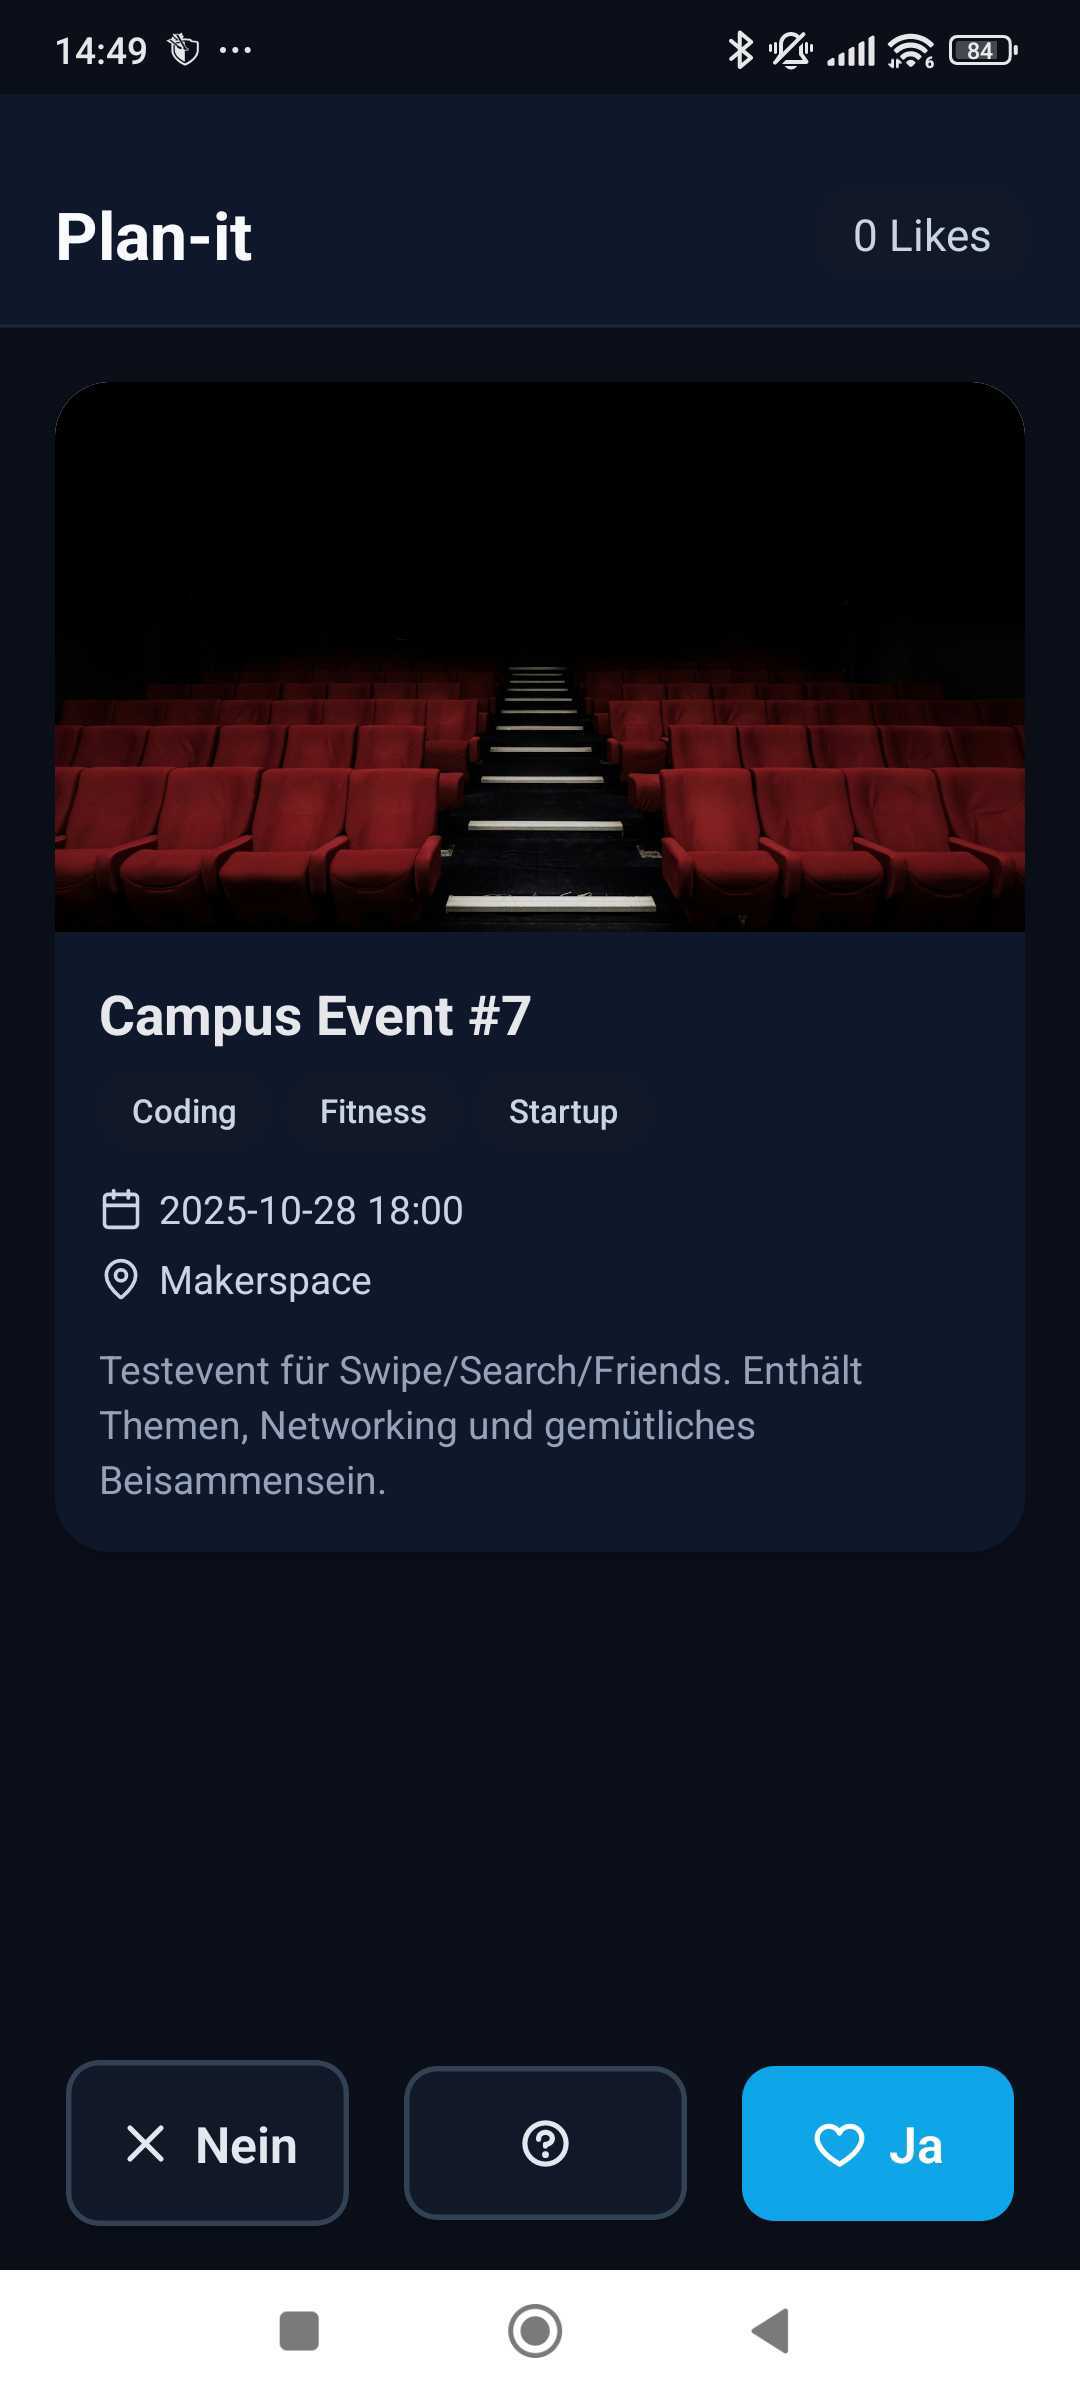 14:49
6
84
Plan-it
0 Likes
Campus Event #7
Coding Fitness Startup
2025-10-28 18:00
Makerspace
Testevent für Swipe/Search/Friends. Enthält
Themen, Networking und gemütliches
Beisammensein.
Nein
Ja